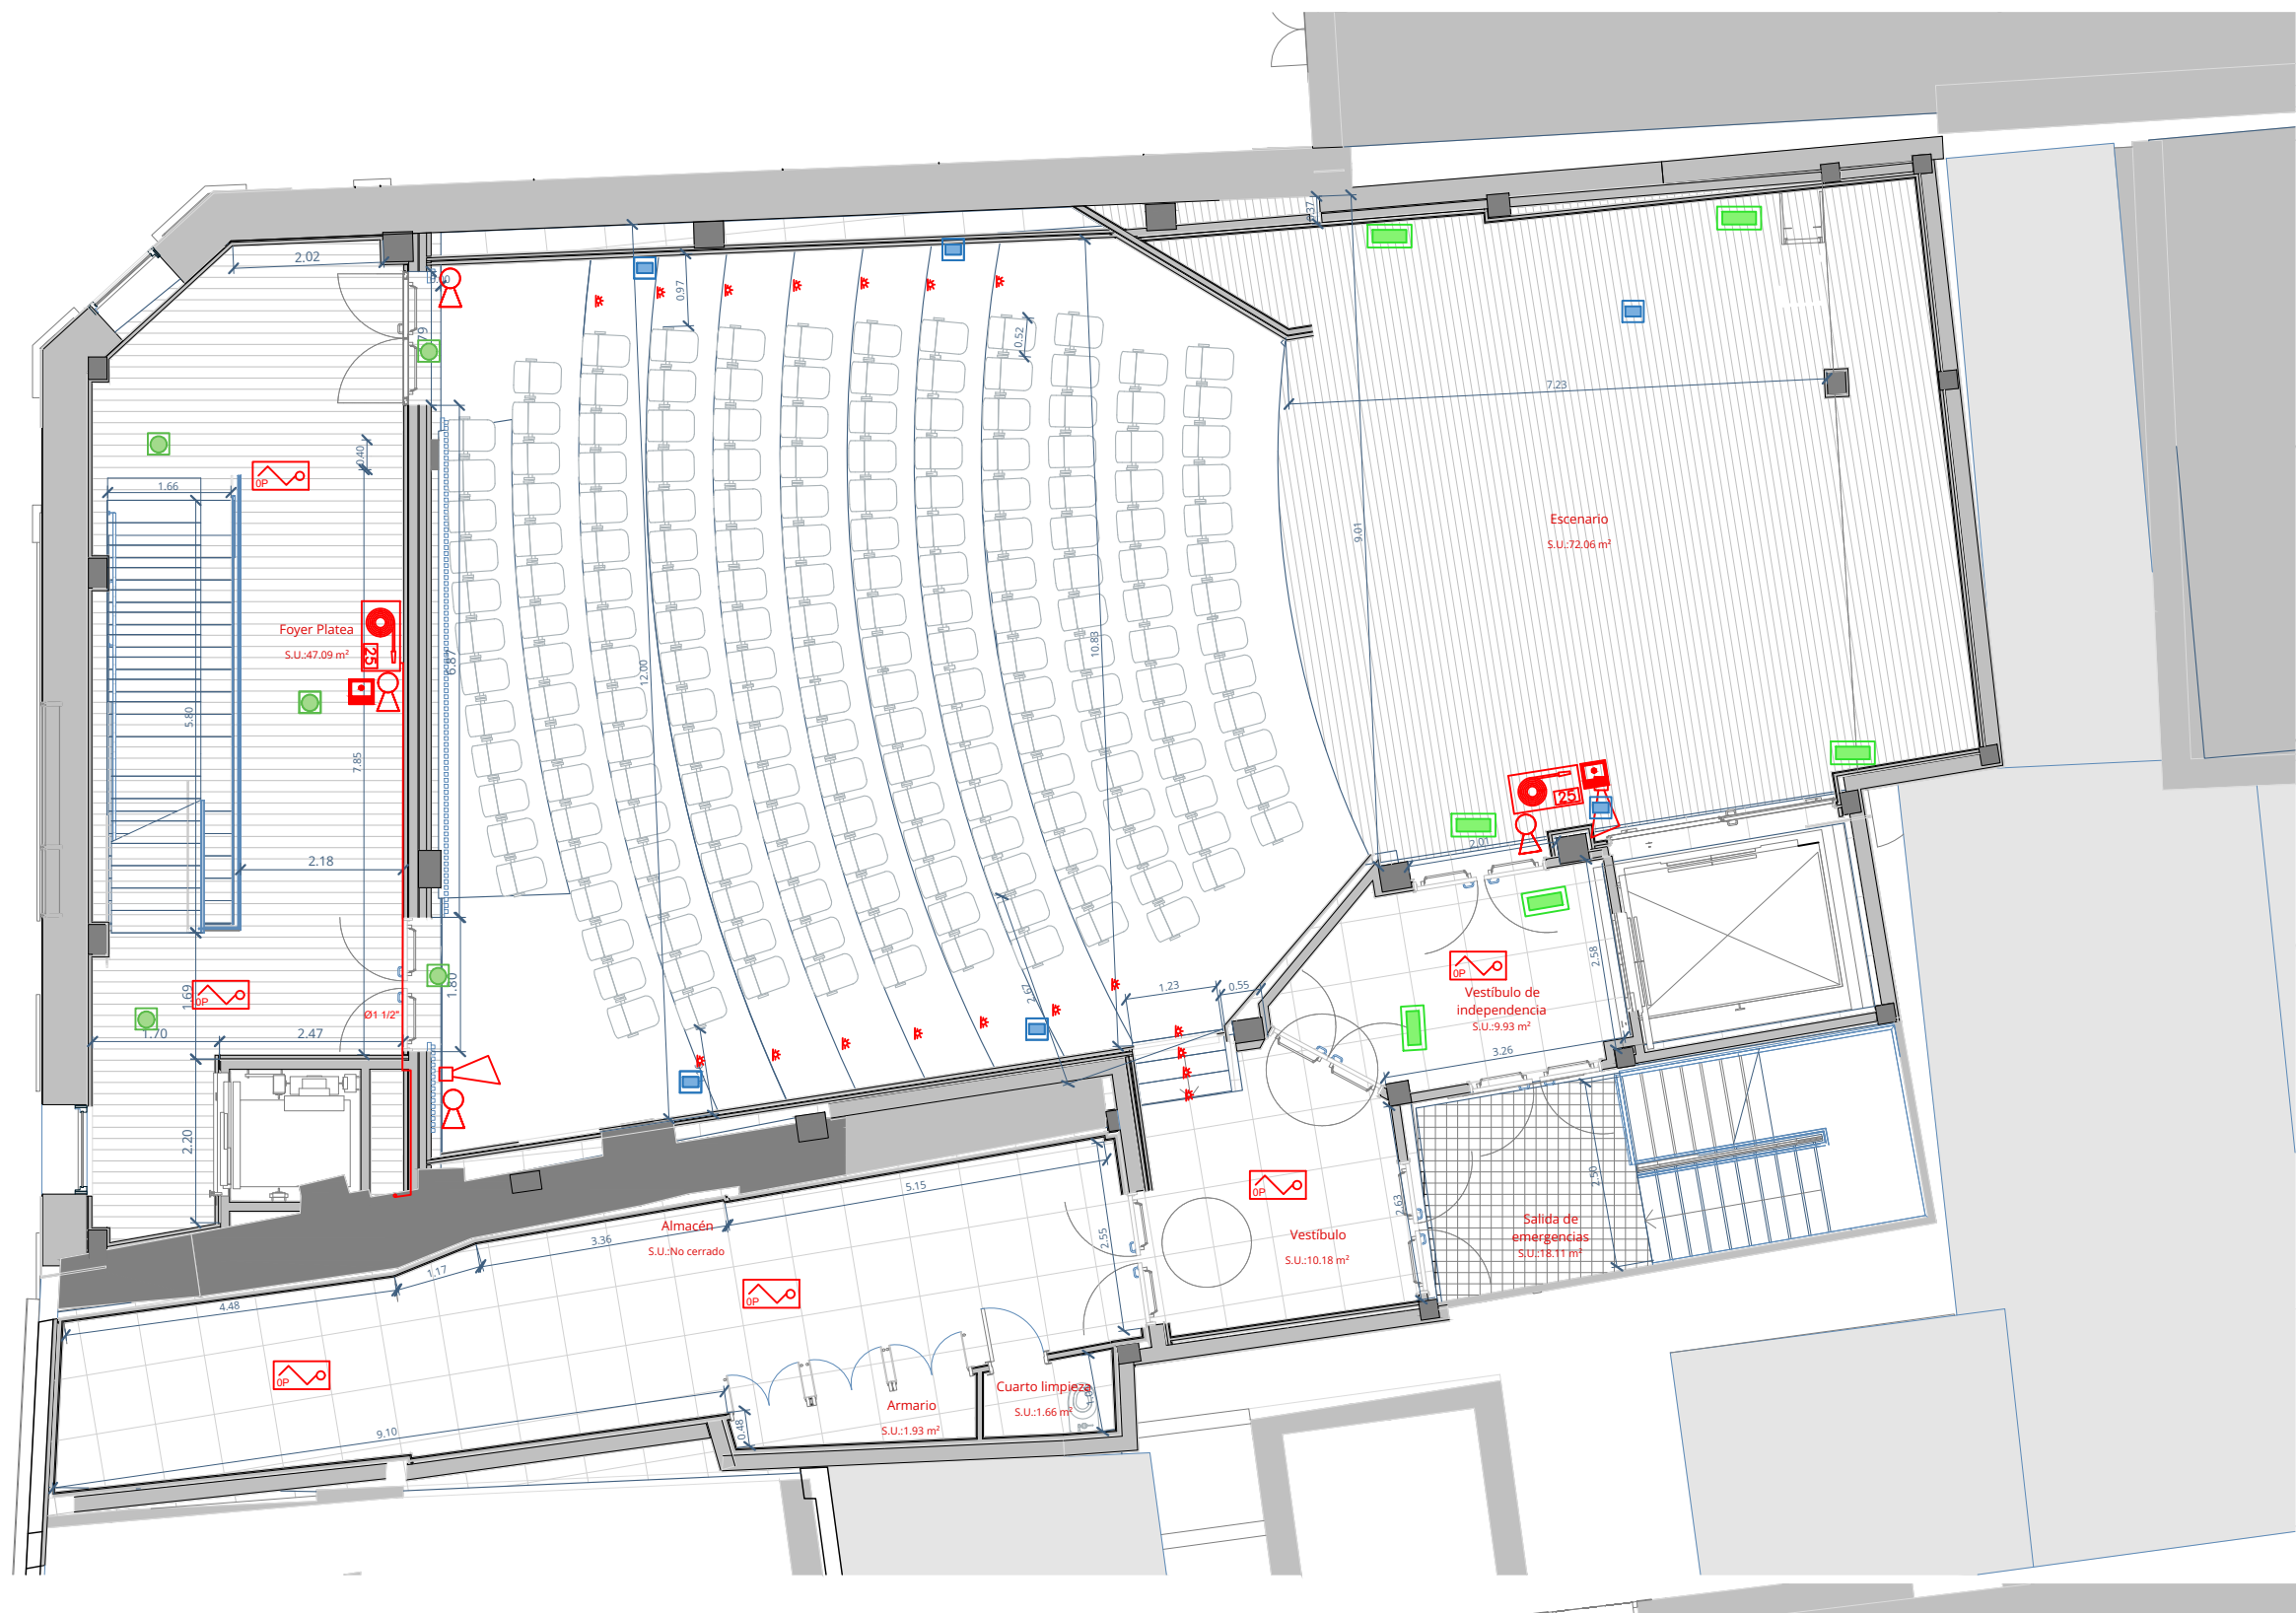 0.37
2.02
0.97
0.52
7.23
0P
0.40
1.66
Escenario
S.U.:72.06 m²
9.01
Foyer Platea
S.U.:47.09 m²
25
6.87
12.00
10.83
5.80
7.85
25
2.01
2.18
2.58
0P
Vestíbulo de
independencia
S.U.:9.93 m²
3.26
1.69
0P
1.80
Ø1 1/2"
1.70
2.47
2.67
1.23
0.55
2.20
5.15
2.55
0P
2.63
2.50
Vestíbulo
S.U.:10.18 m²
Salida de
emergencias
S.U.:18.11 m²
Almacén
S.U.:No cerrado
3.36
1.17
0P
4.48
0P
Cuarto limpieza
S.U.:1.66 m²
Armario
S.U.:1.93 m²
0.48
9.10